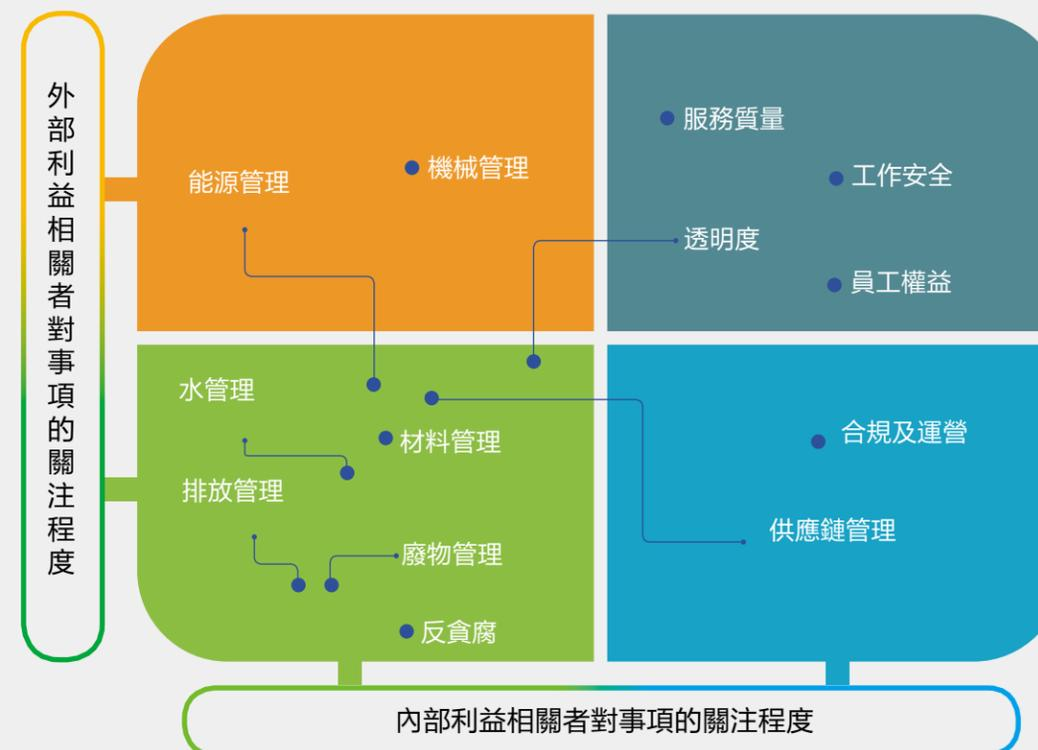 外部利益相關者對事項的關注程度
能源管理
機械管理
服務質量
工作安全
透明度
員工權益
水管理
材料管理
排放管理
廢物管理
反貪腐
合規及運營
供應鏈管理
內部利益相關者對事項的關注程度